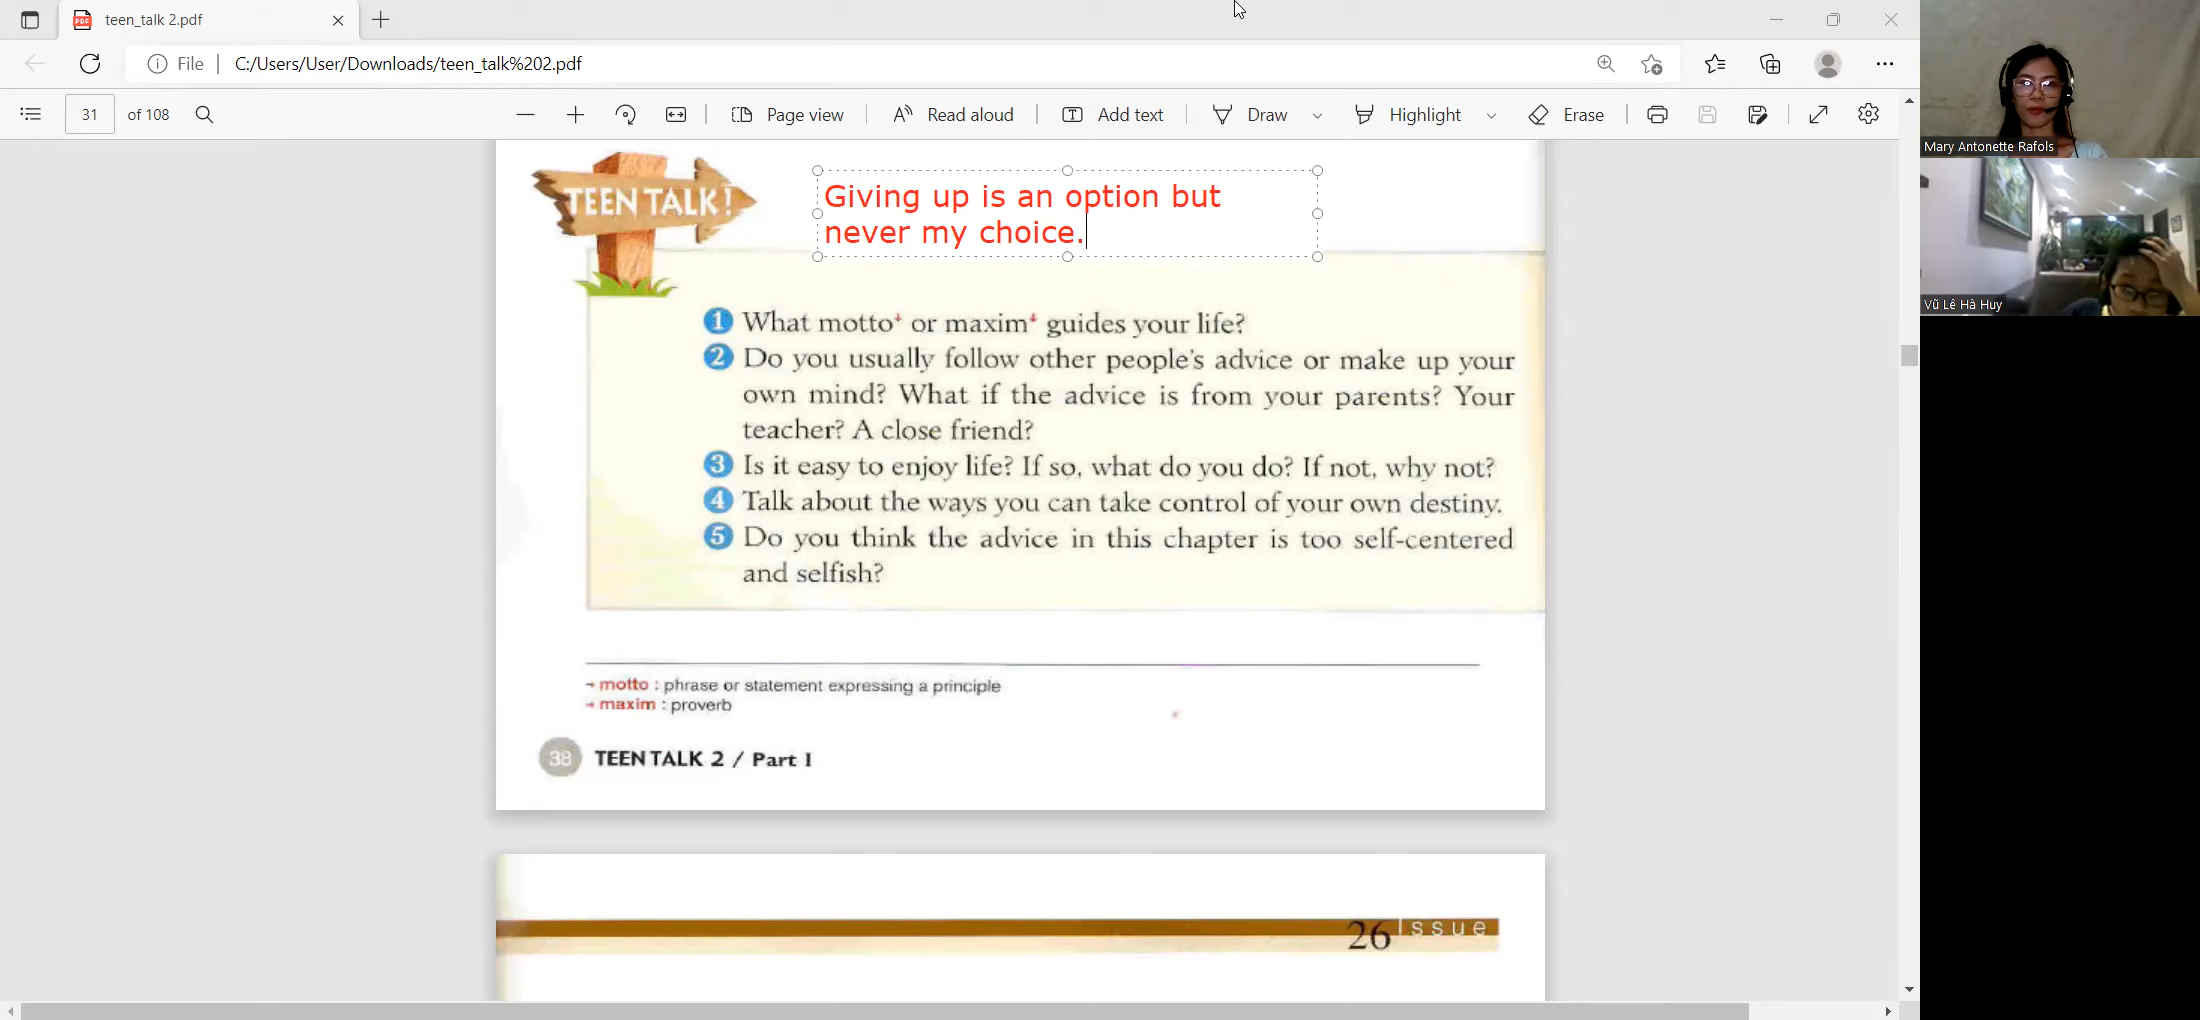 teen_talk 2.pdf
File
C:/Users/User/Downloads/teen_talk%202.pdf
31 of 108
Page view
Read aloud
Add text
Draw
Highlight
Erase
TEEN TALK!
Giving up is an option but
never my choice.
1 What motto or maxim guides your life?
2 Do you usually follow other people's advice or make up your
own mind? What if the advice is from your parents? Your
teacher? A close friend?
3 Is it easy to enjoy life? If so, what do you do? If not, why not?
4 Talk about the ways you can take control of your own destiny.
5 Do you think the advice in this chapter is too self-centered
and selfish?
motto : phrase or statement expressing a principle
maxim : proverb
38 TEEN TALK 2 / Part 1
26 Issue
Mary Antonette Rafols
Vũ Lê Hà Huy